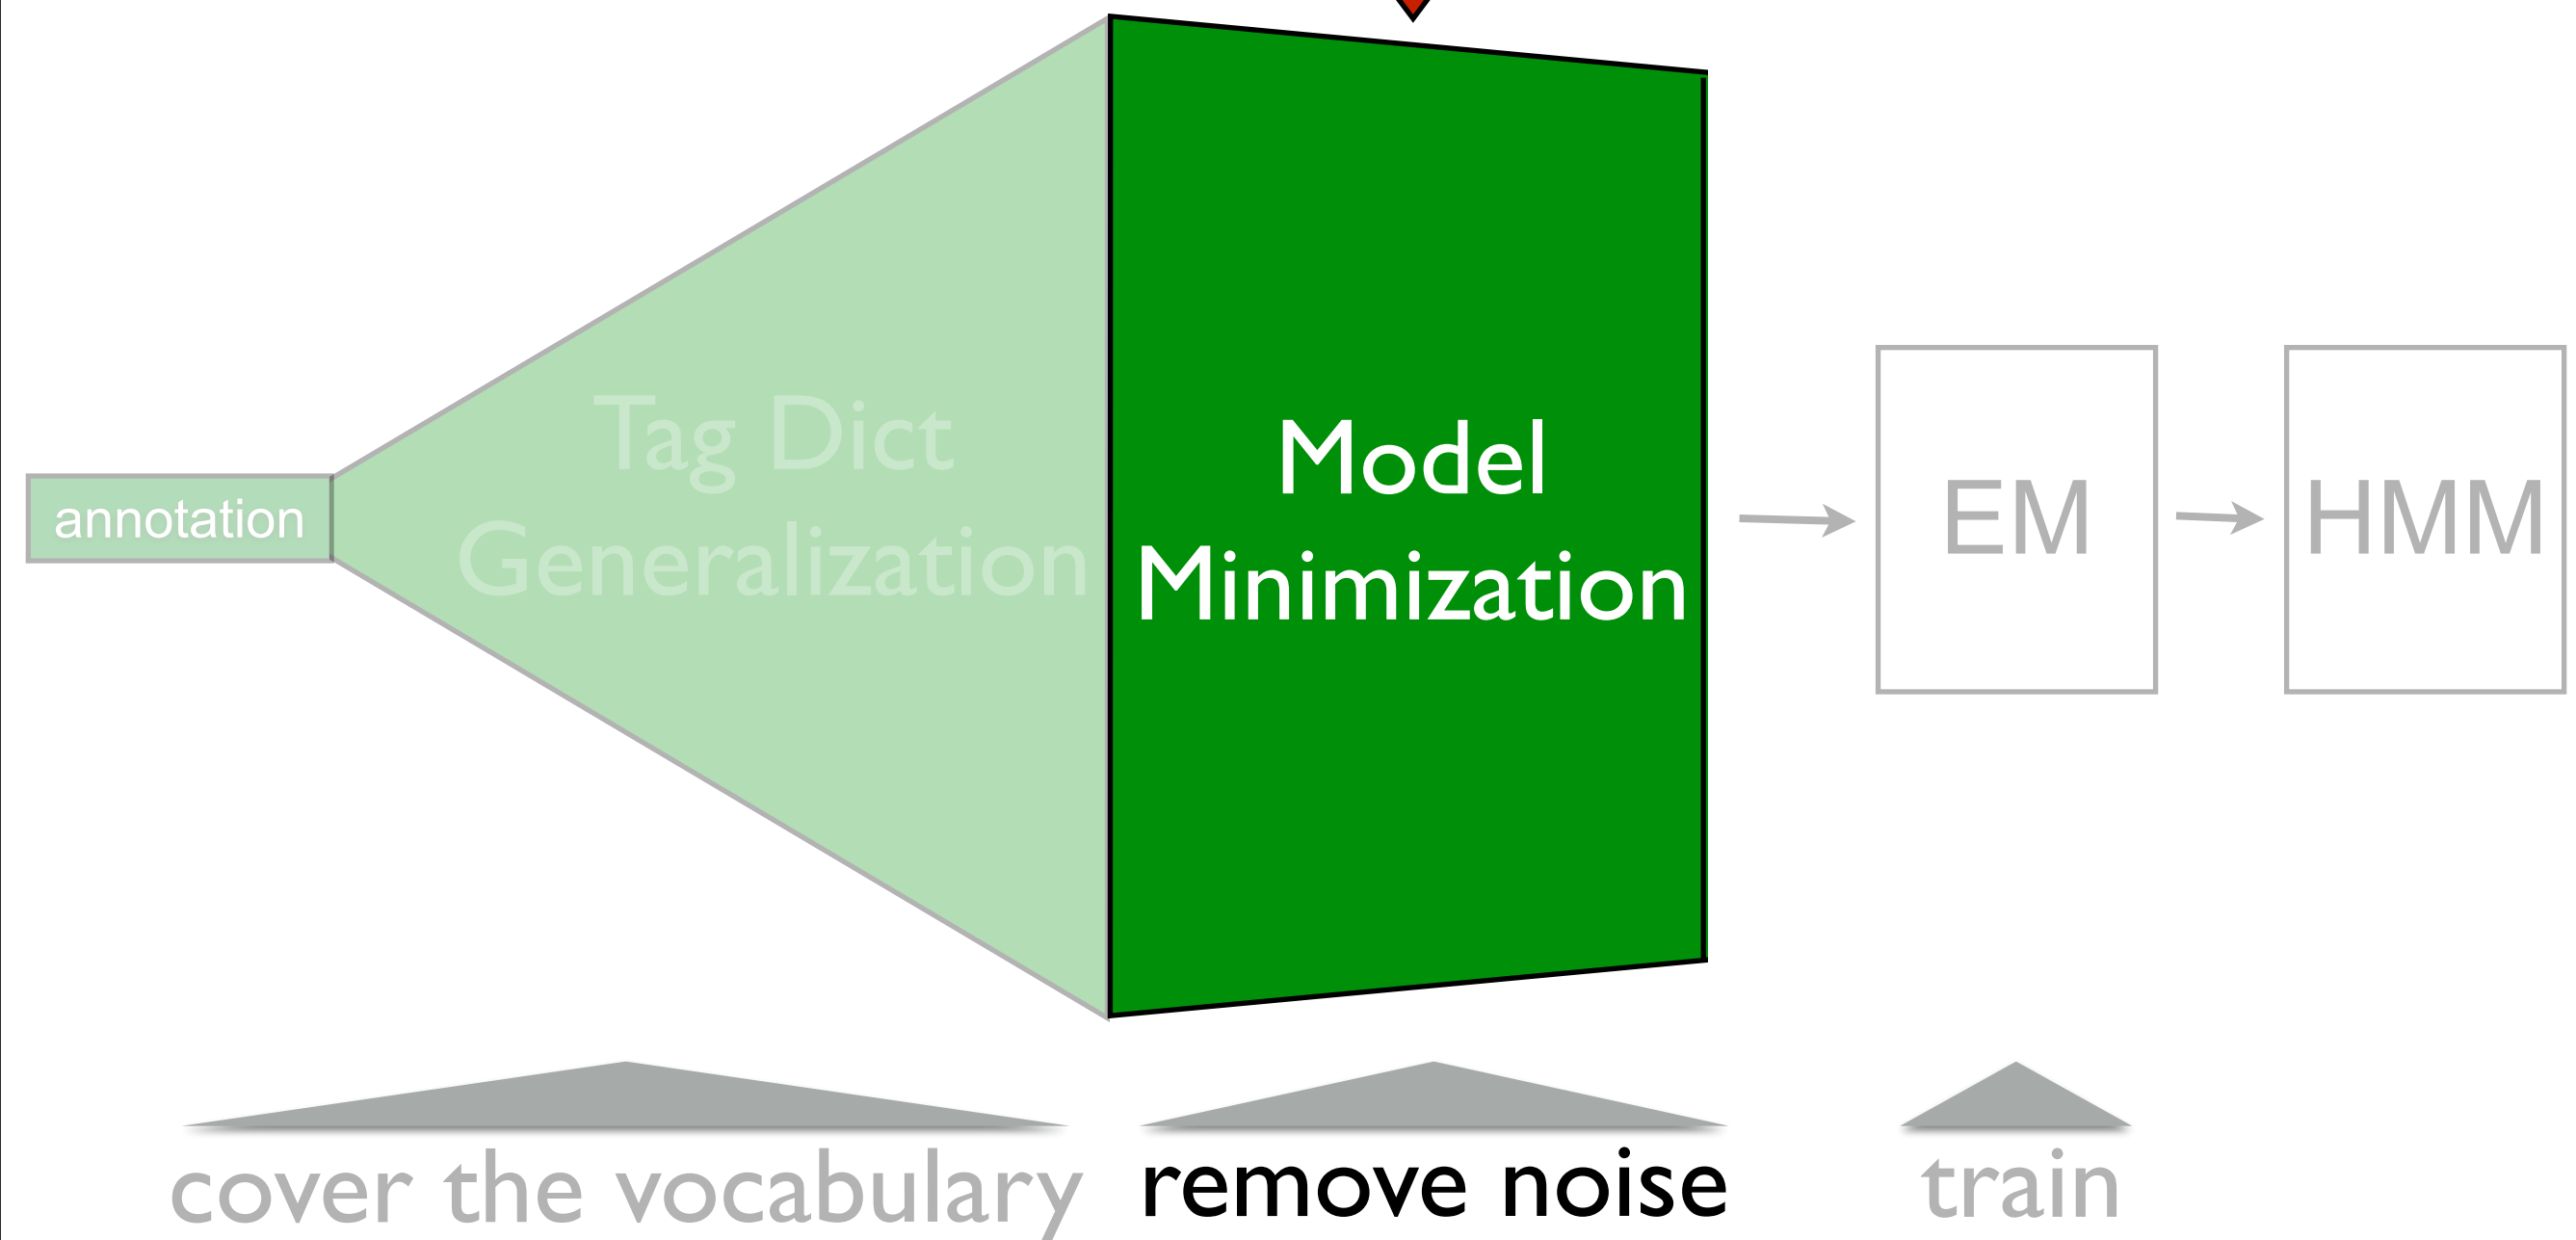 annotation
Tag Dict
Generalization
Model
Minimization
EM
HMM
cover the vocabulary
remove noise
train